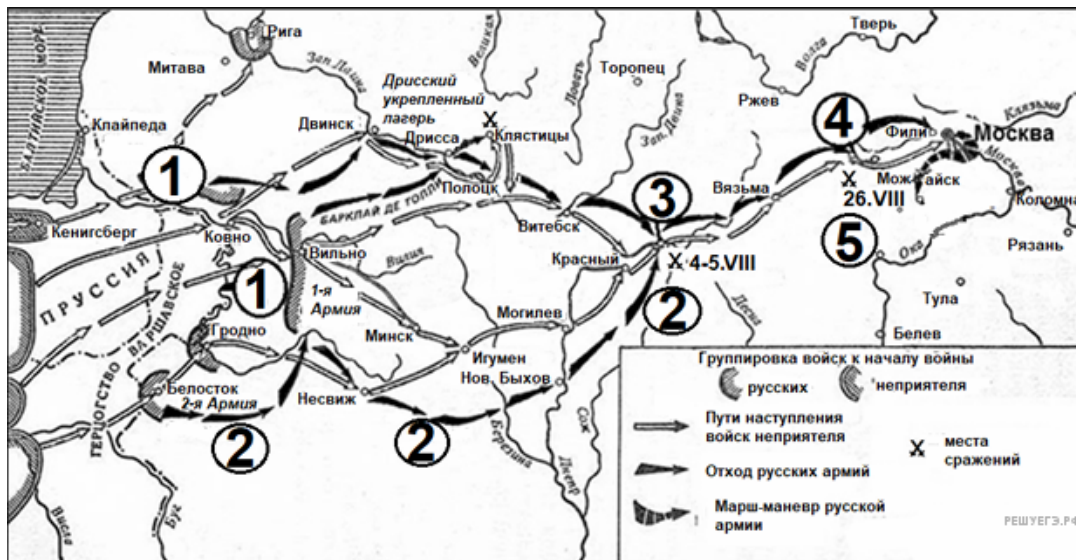 Тверь
Рига
Митава
Зап. Двина
Великая
Ловать
Торопец
Волга
Ржев
БАЛТИЙСКОЕ МОРЕ
Клайпеда
Дрисский
укрепленный
лагерь
Двинск
Дрисса
Клястицы
Зап. Двина
4
Фили
Клязьма
Москва
Москва
1
Полоцк
БАРКЛАЙ ДЕ ТОЛЛИ
3
Вязьма
Можайск
26.VIII
Коломна
Кенигсберг
Ковно
Витебск
5
Ока
Рязань
Вильно
Вилия
Красный
4-5.VIII
ПРУССИЯ
1
1-я
Армия
2
Десна
Тула
ВАРШАВСКОЕ
ГЕРЦОГСТВО
Гродно
Минск
Могилев
Белев
Игумен
Белосток
2-я Армия
Несвиж
Нов. Быхов
2
2
Березина
Сож
Днепр
Висла
Буг
Группировка войск к началу войны
русских
неприятеля
Пути наступления
войск неприятеля
места
сражений
Отход русских армий
Марш-маневр русской
армии
РЕШУЕГЭ.РФ